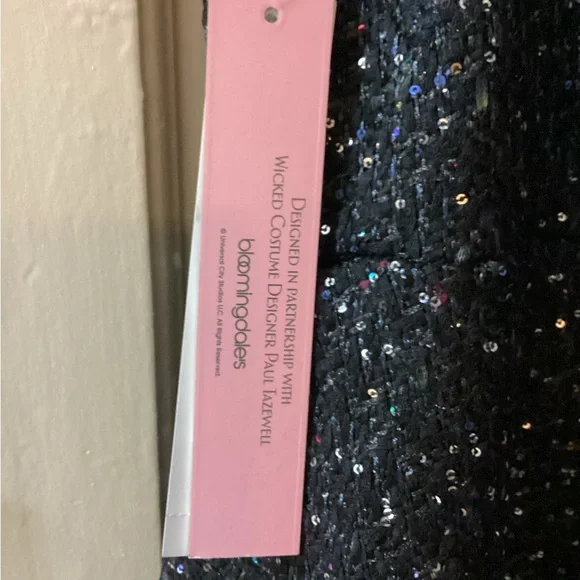 DESIGNED IN PARTNERSHIP WITH
WICKED COSTUME DESIGNER PAUL TAZEWELL
bloomingdale's
© Universal City Studios LLC. All Rights Reserved.